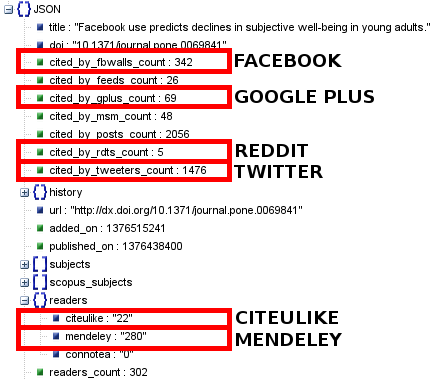 JSON
title : "Facebook use predicts declines in subjective well-being in young adults."
doi : "10.1371/journal.pone.0069841"
cited_by_fbwalls_count : 342 FACEBOOK
cited_by_feeds_count : 26
cited_by_gplus_count : 69 GOOGLE PLUS
cited_by_msm_count : 48
cited_by_posts_count : 2056
cited_by_rdts_count : 5 REDDIT
cited_by_tweeters_count : 1476 TWITTER
history
url : "http://dx.doi.org/10.1371/journal.pone.0069841"
added_on : 1376515241
published_on : 1376438400
subjects
scopus_subjects
readers
citeulike : "22" CITEULIKE
mendeley : "280" MENDELEY
connotea : "0"
readers_count : 302